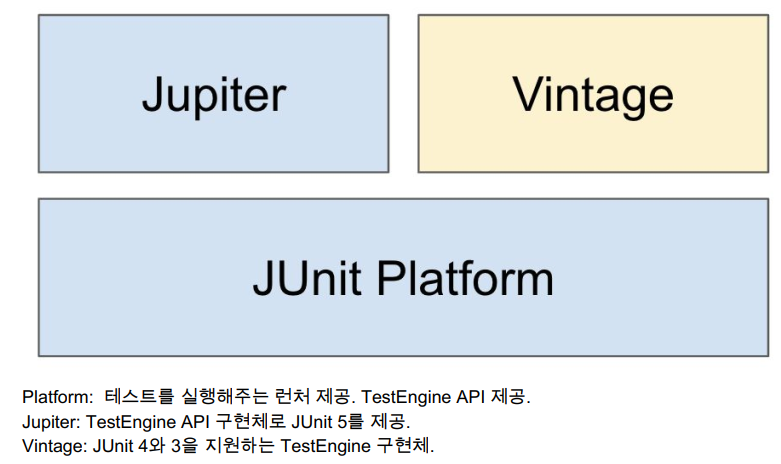 Jupiter
Vintage
JUnit Platform
Platform:  테스트를 실행해주는 런처 제공. TestEngine API 제공.
Jupiter: TestEngine API 구현체로 JUnit 5를 제공.
Vintage: JUnit 4와 3을 지원하는 TestEngine 구현체.